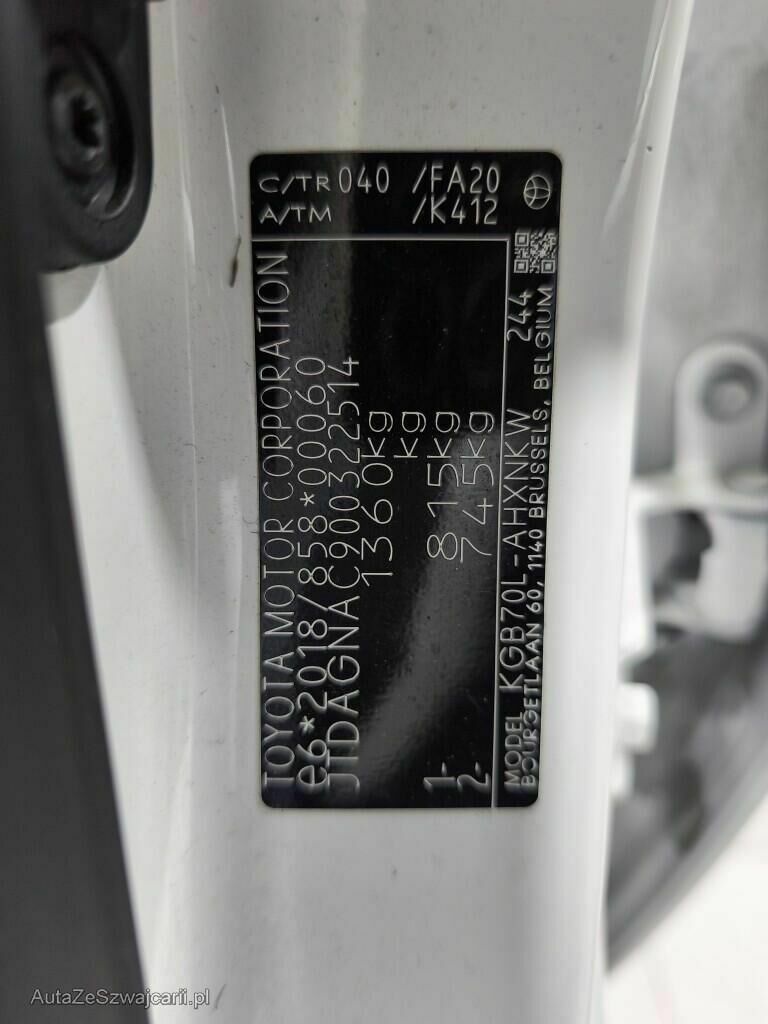 C/TR 040 /FA20
A/TM /K412
TOYOTA MOTOR CORPORATION
e6*2018/858*00060
JTDAGNAC900322514
1360kg
kg
1- 815kg
2- 745kg
MODEL KGB70L-AHXNKW 244
BOURGETLAAN 60, 1140 BRUSSELS, BELGIUM
AutaZeSzwajcarii.pl